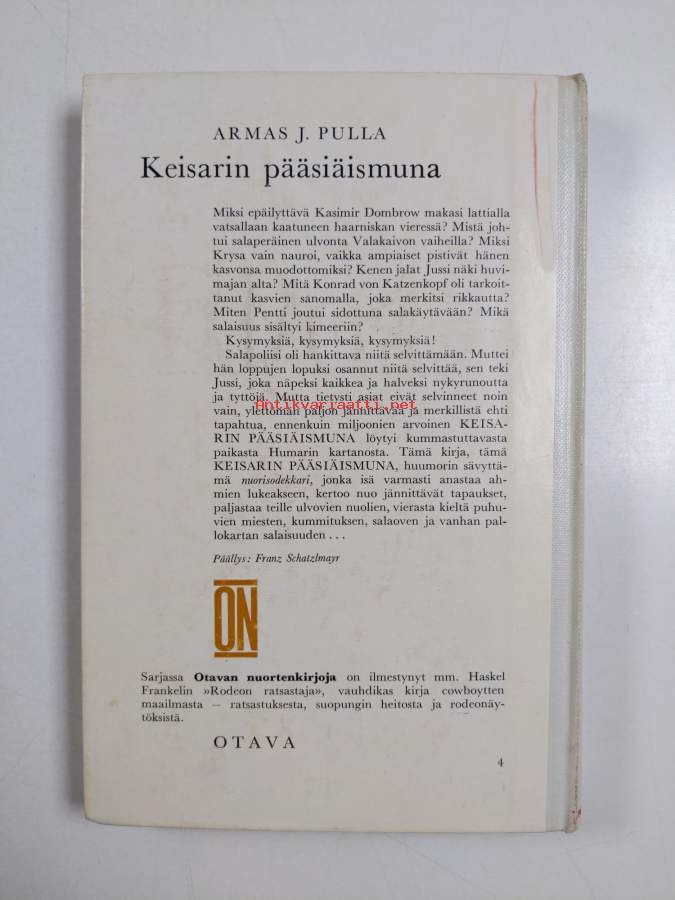 ARMAS J. PULLA
Keisarin pääsiäismuna
Miksi epäilyttävä Kasimir Dombrow makasi lattialla
vatsallaan kaatuneen haarniskan vieressä? Mistä joh-
tui salaperäinen ulvonta Valakaivon vaiheilla? Miksi
Krysa vain nauroi, vaikka ampiaiset pistivät hänen
kasvonsa muodottomiksi? Kenen jalat Jussi näki huvi-
majan alta? Mitä Konrad von Katzenkopf oli tarkoit-
tanut kasvien sanomalla, joka merkitsi rikkautta?
Miten Pentti joutui sidottuna salakäytävään? Mikä
salaisuus sisältyi kimeeriin?
Kysymyksiä, kysymyksiä, kysymyksiä!
Salapoliisi oli hankittava niitä selvittämään. Muttei
hän loppujen lopuksi osannut niitä selvittää, sen teki
Jussi, joka näpeksi kaikkea ja halveksi nykyrunoutta
ja tyttöjä. Mutta tietysti asiat eivät selvinneet noin
vain, ylettömän paljon jännittävää ja merkillistä ehti
tapahtua, ennenkuin miljoonien arvoinen KEISA-
RIN PÄÄSIÄISMUNA löytyi kummastuttavasta
paikasta Humarin kartanosta. Tämä kirja, tämä
KEISARIN PÄÄSIÄISMUNA, huumorin sävyttä-
mä nuorisodekkari, jonka isä varmasti anastaa ah-
mien lukeakseen, kertoo nuo jännittävät tapaukset,
paljastaa teille ulvovien nuolien, vierasta kieltä puhu-
vien miesten, kummituksen, salaoven ja vanhan pal-
lokartan salaisuuden . . .
Päällys: Franz Schatzlmayr
ON
Sarjassa Otavan nuortenkirjoja on ilmestynyt mm. Haskel
Frankelin »Rodeon ratsastaja», vauhdikas kirja cowboytten
maailmasta — ratsastuksesta, suopungin heitosta ja rodeonäy-
töksistä.
OTAVA
4
Antikvariaatti.net